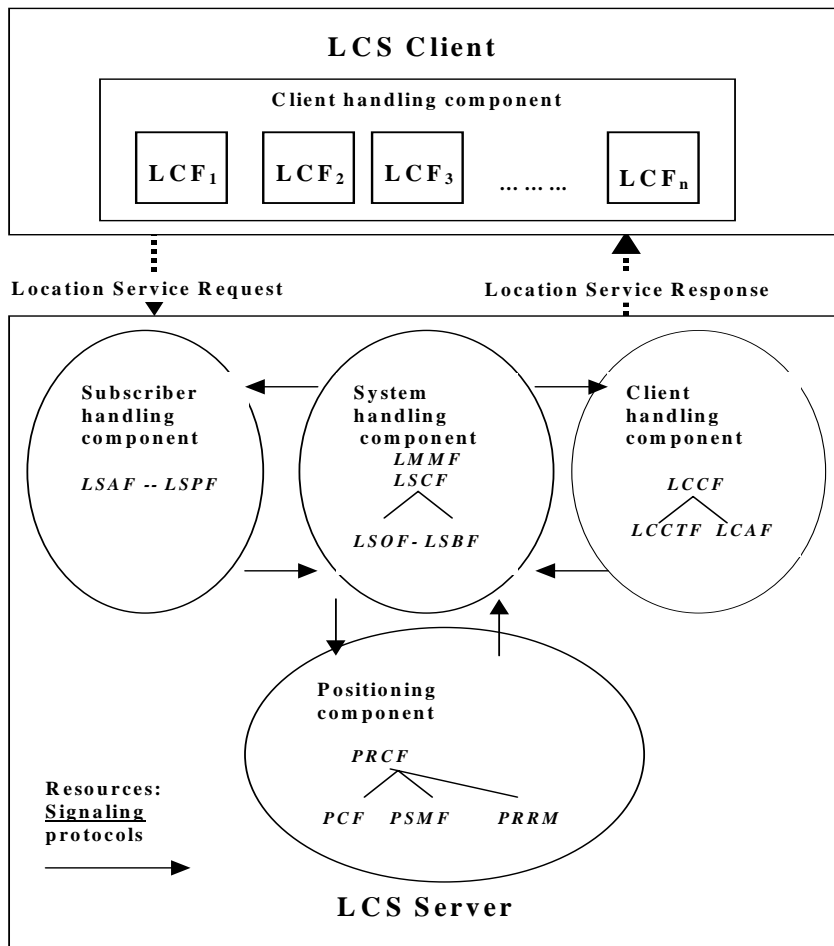 LCS Client
Client handling component
LCF1 LCF2 LCF3 ... ... ... LCFn
Location Service Request
Location Service Response
Subscriber
handling
component
LSAF -- LSPF
System
handling
component
LMMF
LSCF
LSOF- LSBF
Client
handling
component
LCCF
LCCTF LCAF
Positioning
component
PRCF
PCF PSMF PRRM
Resources:
Signaling
protocols
LCS Server